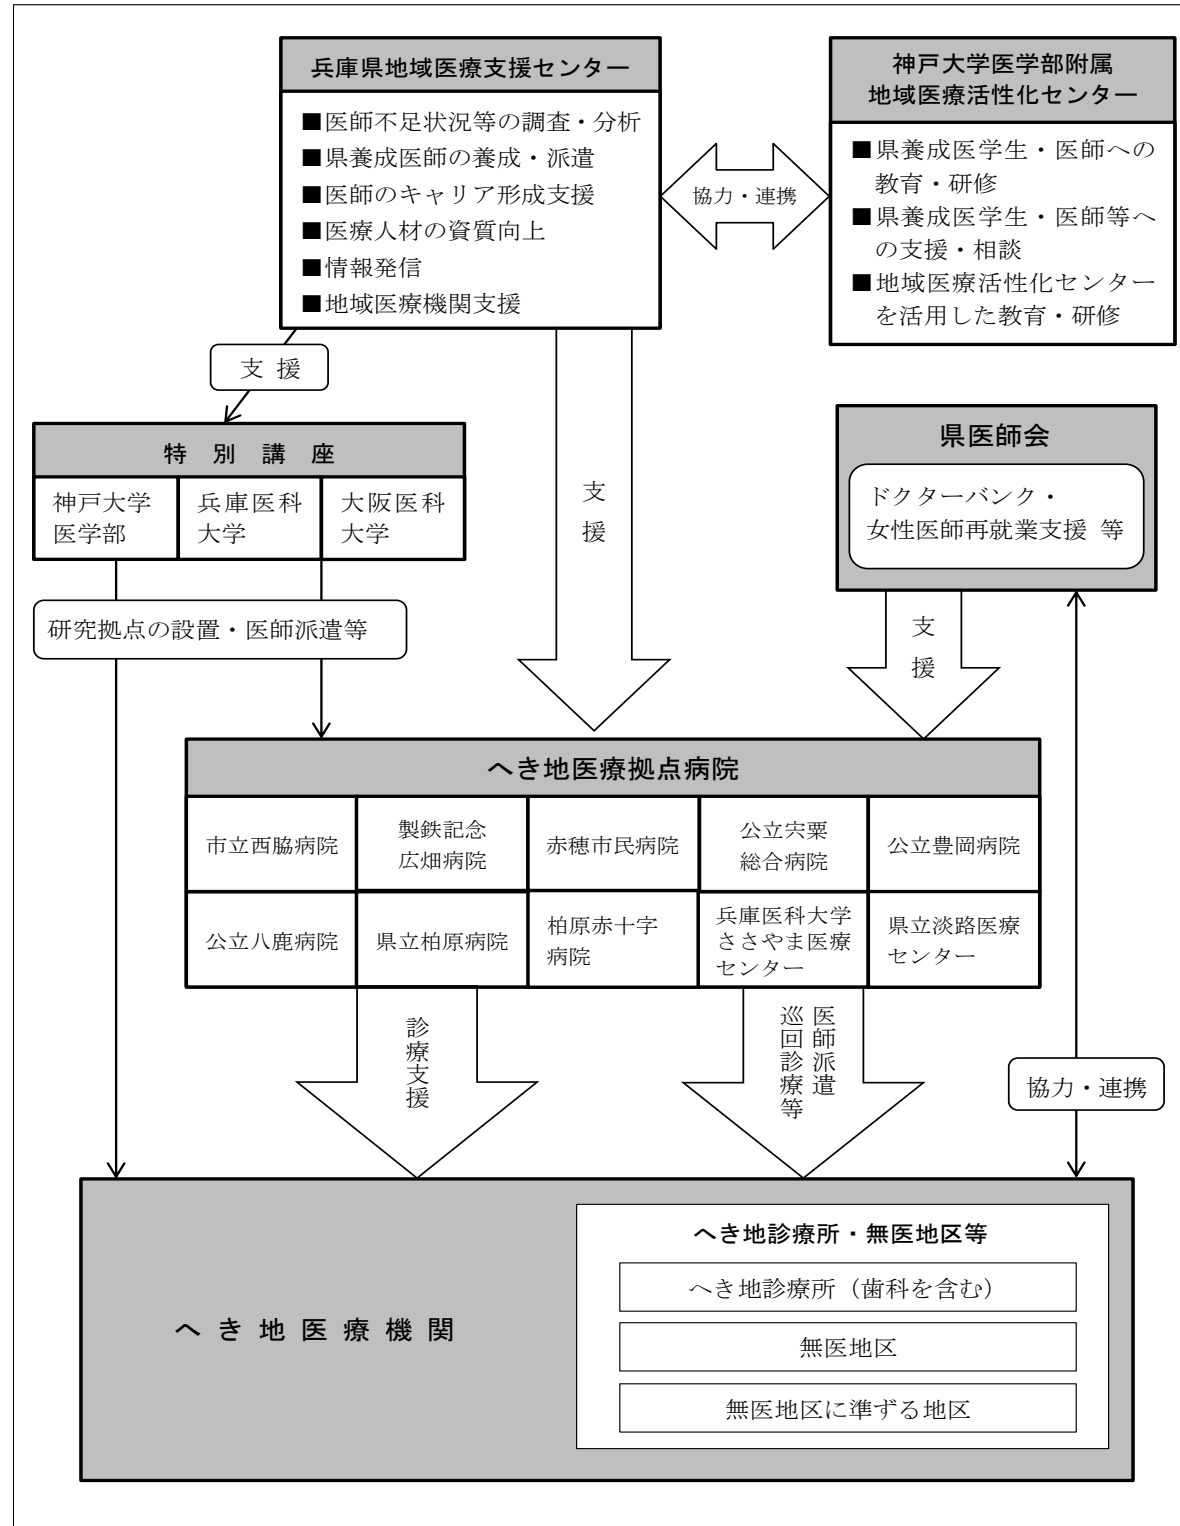 兵庫県地域医療支援センター
■医師不足状況等の調査・分析
■県養成医師の養成・派遣
■医師のキャリア形成支援
■医療人材の資質向上
■情報発信
■地域医療機関支援
協力・連携
神戸大学医学部附属
地域医療活性化センター
■県養成医学生・医師への
教育・研修
■県養成医学生・医師等へ
の支援・相談
■地域医療活性化センター
を活用した教育・研修
支 援
特 別 講 座
神戸大学
医学部
兵庫医科
大学
大阪医科
大学
研究拠点の設置・医師派遣等
支援
県医師会
ドクターバンク・
女性医師再就業支援 等
支援
へき地医療拠点病院
市立西脇病院
製鉄記念
広畑病院
赤穂市民病院
公立宍粟
総合病院
公立豊岡病院
公立八鹿病院
県立柏原病院
柏原赤十字
病院
兵庫医科大学
ささやま医療
センター
県立淡路医療
センター
診療支援
医師派遣
巡回診療等
協力・連携
へ き 地 医 療 機 関
へき地診療所・無医地区等
へき地診療所（歯科を含む）
無医地区
無医地区に準ずる地区